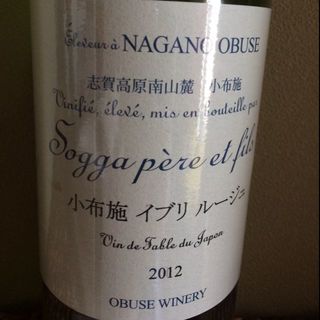 Éleveur à NAGANO OBUSE
志賀高原南山麓 小布施
Vinifié, élevé, mis en bouteille par
Sogga père et fils
小布施 イブリ ルージュ
Vin de Table du Japon
2012
OBUSE WINERY